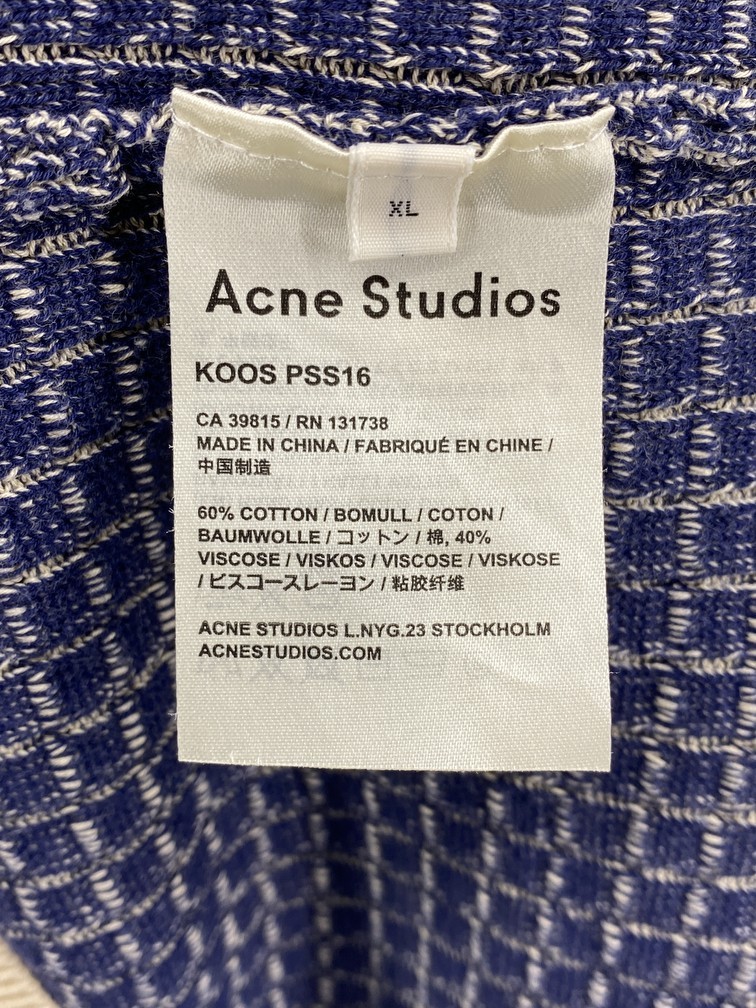 XL
Acne Studios
KOOS PSS16
CA 39815 / RN 131738
MADE IN CHINA / FABRIQUÉ EN CHINE /
中国制造
60% COTTON / BOMULL / COTON /
BAUMWOLLE / コットン / 棉, 40%
VISCOSE / VISKOS / VISCOSE / VISKOSE
/ ビスコースレーヨン / 粘胶纤维
ACNE STUDIOS L.NYG.23 STOCKHOLM
ACNESTUDIOS.COM